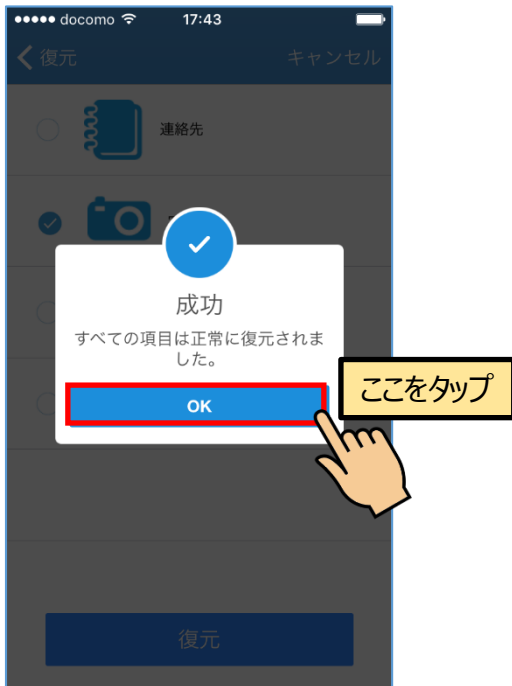 docomo 17:43
復元 キャンセル
連絡先
成功
すべての項目は正常に復元されま
した。
OK
ここをタップ
復元